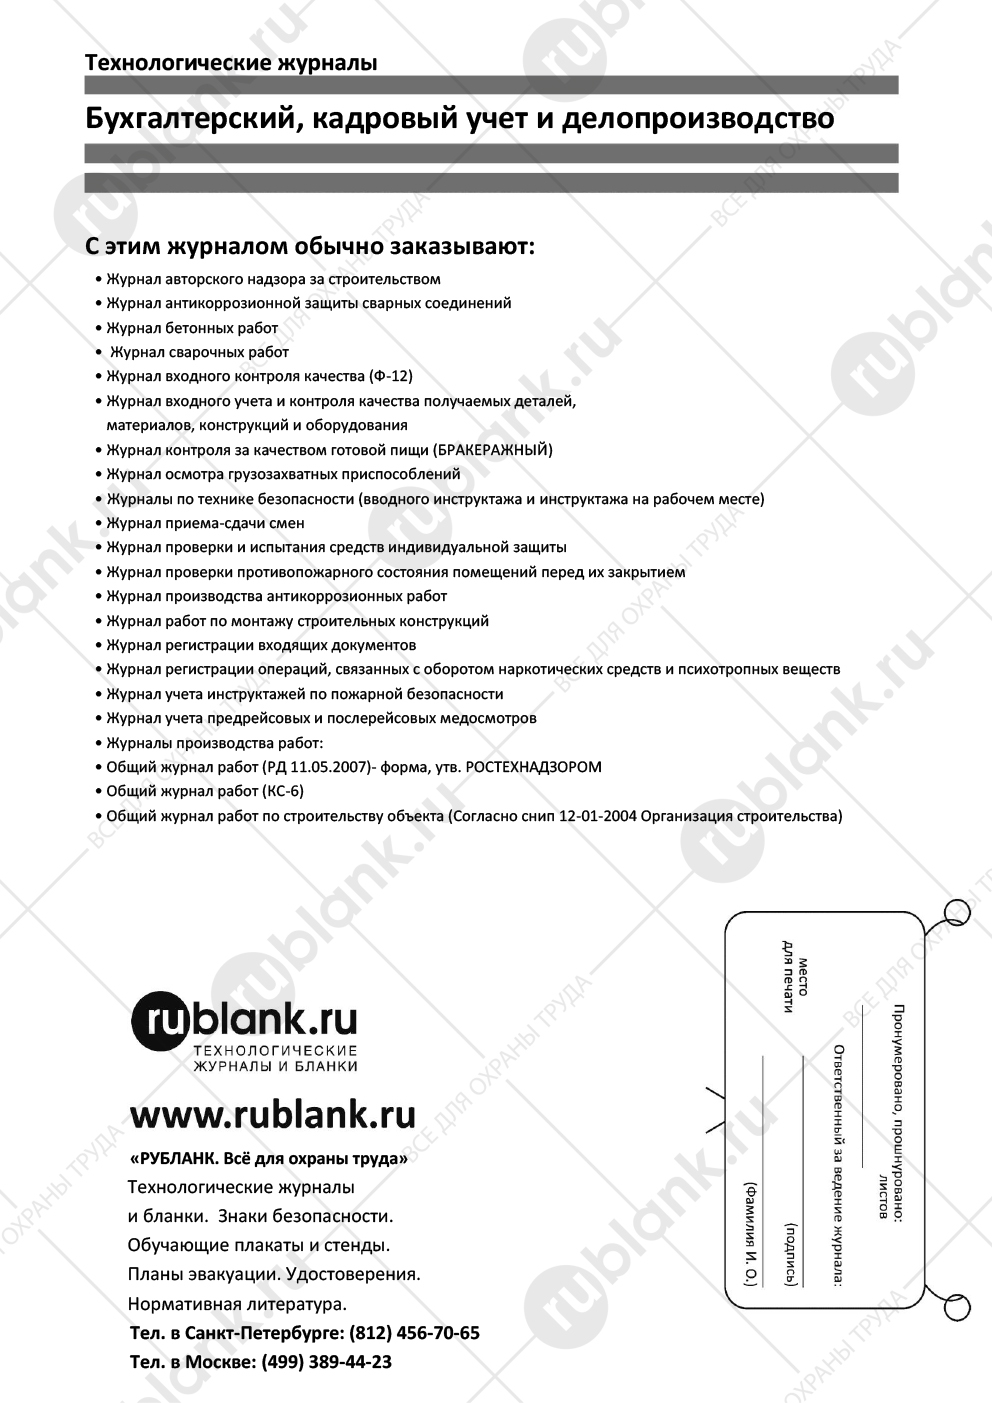 Технологические журналы
Бухгалтерский, кадровый учет и делопроизводство
С этим журналом обычно заказывают:
• Журнал авторского надзора за строительством
• Журнал антикоррозионной защиты сварных соединений
• Журнал бетонных работ
• Журнал сварочных работ
• Журнал входного контроля качества (Ф-12)
• Журнал входного учета и контроля качества получаемых деталей,
материалов, конструкций и оборудования
• Журнал контроля за качеством готовой пищи (БРАКЕРАЖНЫЙ)
• Журнал осмотра грузозахватных приспособлений
• Журналы по технике безопасности (вводного инструктажа и инструктажа на рабочем месте)
• Журнал приема-сдачи смен
• Журнал проверки и испытания средств индивидуальной защиты
• Журнал проверки противопожарного состояния помещений перед их закрытием
• Журнал производства антикоррозионных работ
• Журнал работ по монтажу строительных конструкций
• Журнал регистрации входящих документов
• Журнал регистрации операций, связанных с оборотом наркотических средств и психотропных веществ
• Журнал учета инструктажей по пожарной безопасности
• Журнал учета предрейсовых и послерейсовых медосмотров
• Журналы производства работ:
• Общий журнал работ (РД 11.05.2007)- форма, утв. РОСТЕХНАДЗОРОМ
• Общий журнал работ (КС-6)
• Общий журнал работ по строительству объекта (Согласно снип 12-01-2004 Организация строительства)
rublank.ru
ТЕХНОЛОГИЧЕСКИЕ
ЖУРНАЛЫ И БЛАНКИ
www.rublank.ru
«РУБЛАНК. Всё для охраны труда»
Технологические журналы
и бланки. Знаки безопасности.
Обучающие плакаты и стенды.
Планы эвакуации. Удостоверения.
Нормативная литература.
Тел. в Санкт-Петербурге: (812) 456-70-65
Тел. в Москве: (499) 389-44-23
Пронумеровано, прошнуровано:
листов
Ответственный за ведение журнала:
место
для печати
(подпись)
(Фамилия И. О.)
rublank.ru
ВСЕ ДЛЯ ОХРАНЫ ТРУДА